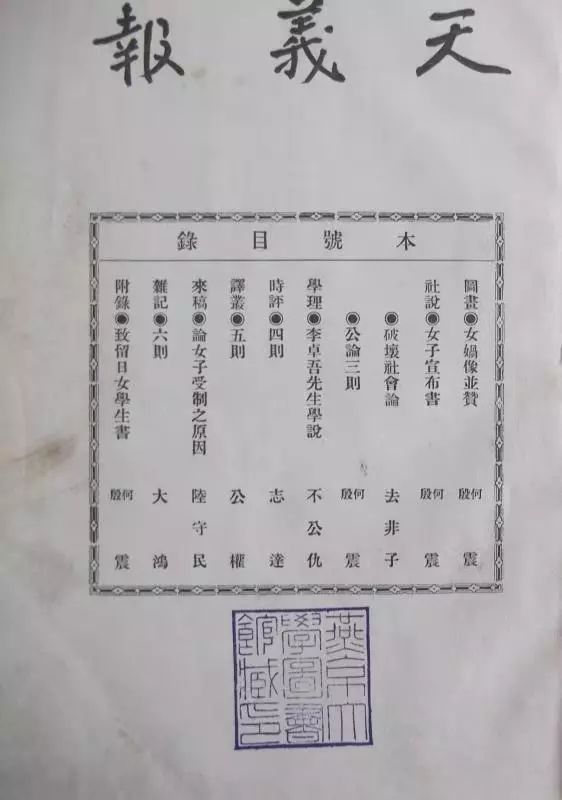 天義報
本號目錄
圖畫◉女媧像並贊 何殷 震
社說◉女子宣布書 何殷 震
◉破壞社會論 去非子
◉公論三則 何殷 震
學理◉李卓吾先生學說 不公仇
時評◉四則 志達
譯叢◉五則 公權
來稿◉論女子受制之原因 陸守民
雜記◉六則 大鴻
附錄◉致留日女學生書 何殷 震
燕京大
學圖書
館藏印